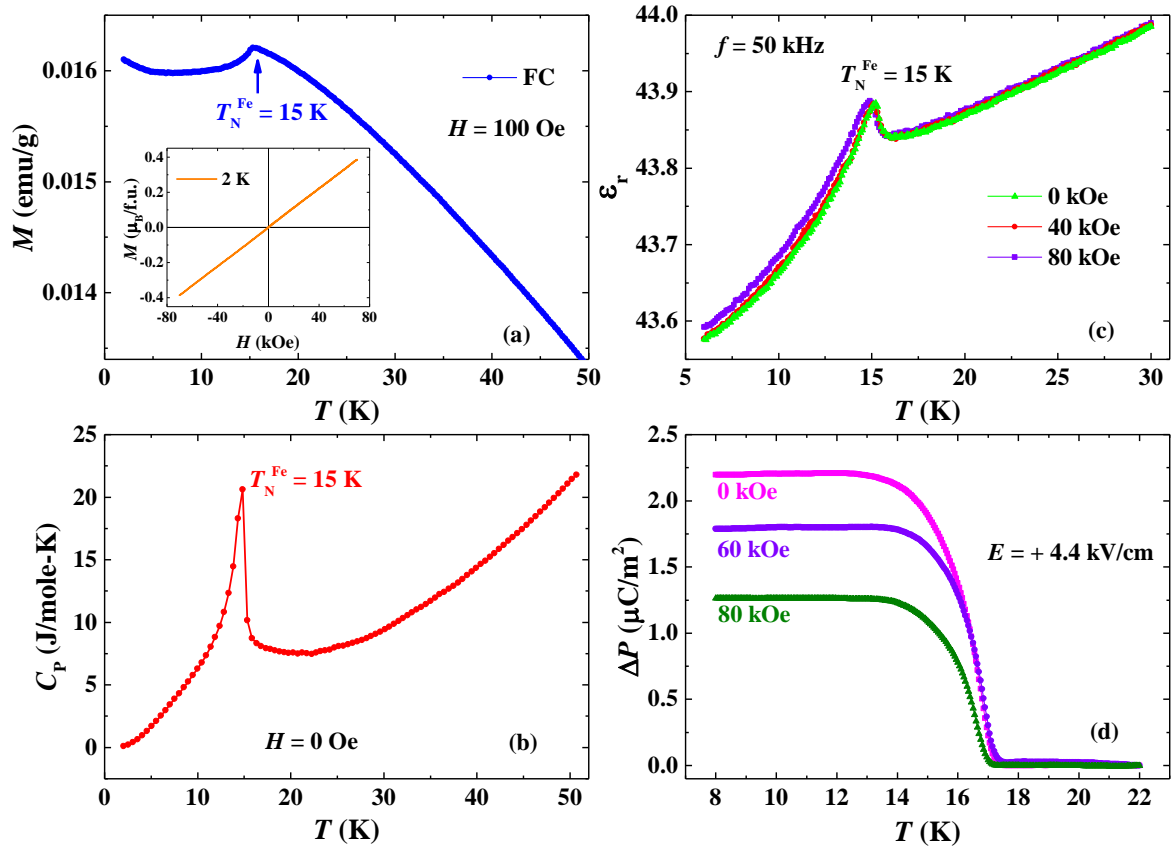 0.016
0.015
0.014
M (emu/g)
FC
T_N^Fe = 15 K
H = 100 Oe
0.4
0.2
0.0
-0.2
-0.4
M (μ_B/f.u.)
2 K
-80 -40 0 40 80
H (kOe)
(a)
0 10 20 30 40 50
T (K)
44.0
43.9
43.8
43.7
43.6
ε_r
f = 50 kHz
T_N^Fe = 15 K
0 kOe
40 kOe
80 kOe
(c)
5 10 15 20 25 30
T (K)
25
20
15
10
5
0
C_P (J/mole-K)
T_N^Fe = 15 K
H = 0 Oe
(b)
0 10 20 30 40 50
T (K)
2.5
2.0
1.5
1.0
0.5
0.0
ΔP (μC/m²)
0 kOe
60 kOe
E = + 4.4 kV/cm
80 kOe
(d)
8 10 12 14 16 18 20 22
T (K)